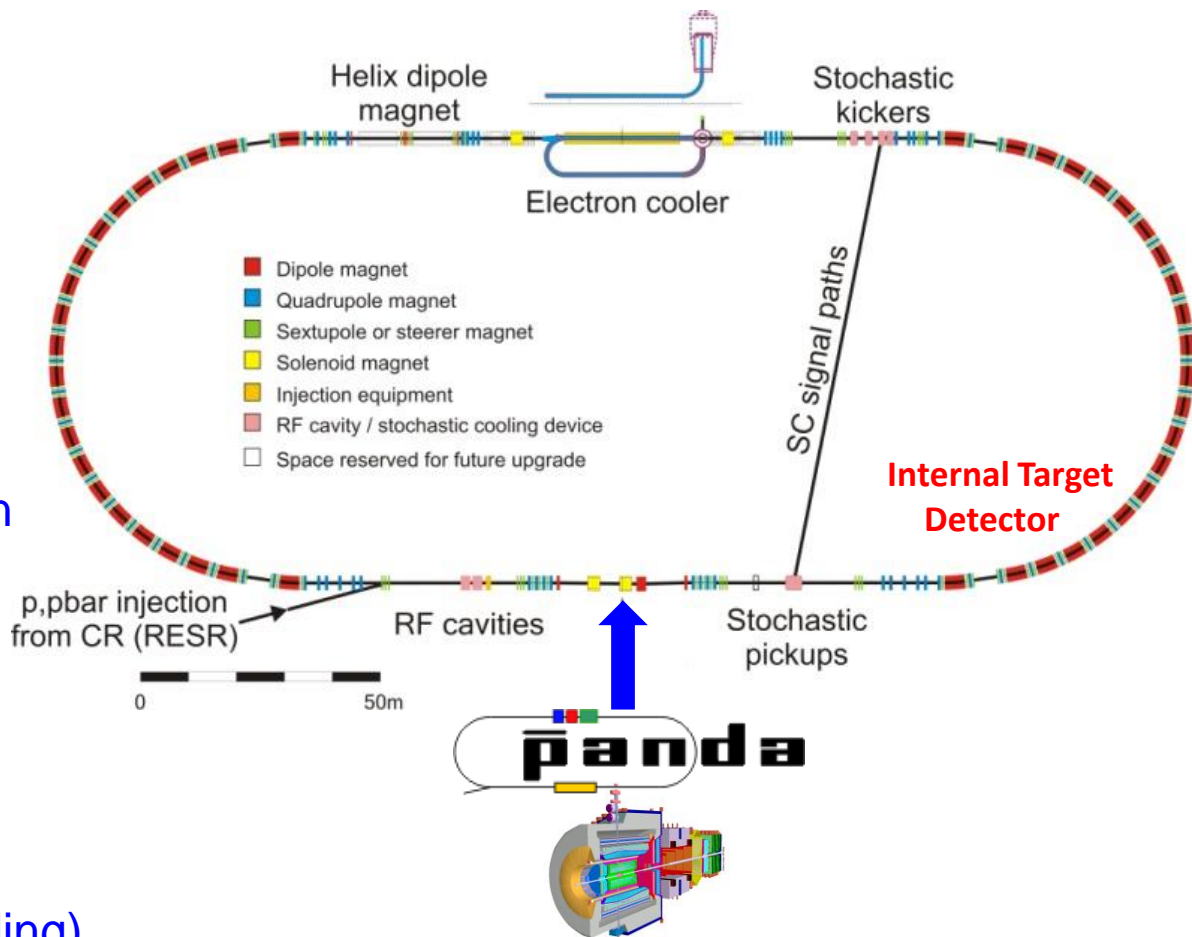 Helix dipole
magnet
Stochastic
kickers
Electron cooler
Dipole magnet
Quadrupole magnet
Sextupole or steerer magnet
Solenoid magnet
Injection equipment
RF cavity / stochastic cooling device
Space reserved for future upgrade
SC signal paths
Internal Target
Detector
n
p,pbar injection
from CR (RESR)
RF cavities
Stochastic
pickups
0
50m
p̅anda
ling)